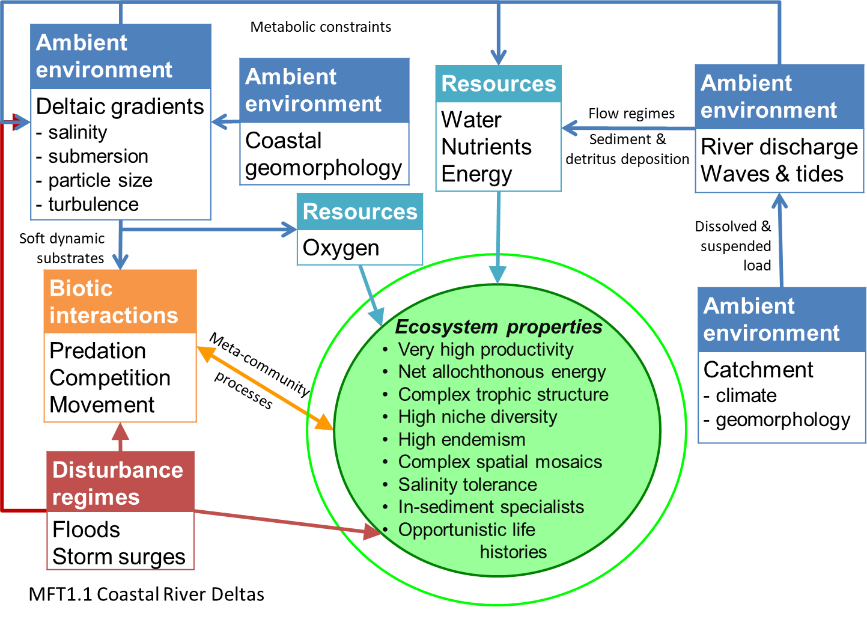 Metabolic constraints
Ambient
environment
Deltaic gradients
- salinity
- submersion
- particle size
- turbulence
Ambient
environment
Coastal
geomorphology
Resources
Water
Nutrients
Energy
Flow regimes
Sediment &
detritus deposition
Ambient
environment
River discharge
Waves & tides
Soft dynamic
substrates
Resources
Oxygen
Dissolved &
suspended
load
Biotic
interactions
Predation
Competition
Movement
Meta-community
processes
Ambient
environment
Catchment
- climate
- geomorphology
Ecosystem properties
• Very high productivity
• Net allochthonous energy
• Complex trophic structure
• High niche diversity
• High endemism
• Complex spatial mosaics
• Salinity tolerance
• In-sediment specialists
• Opportunistic life
histories
Disturbance
regimes
Floods
Storm surges
MFT1.1 Coastal River Deltas